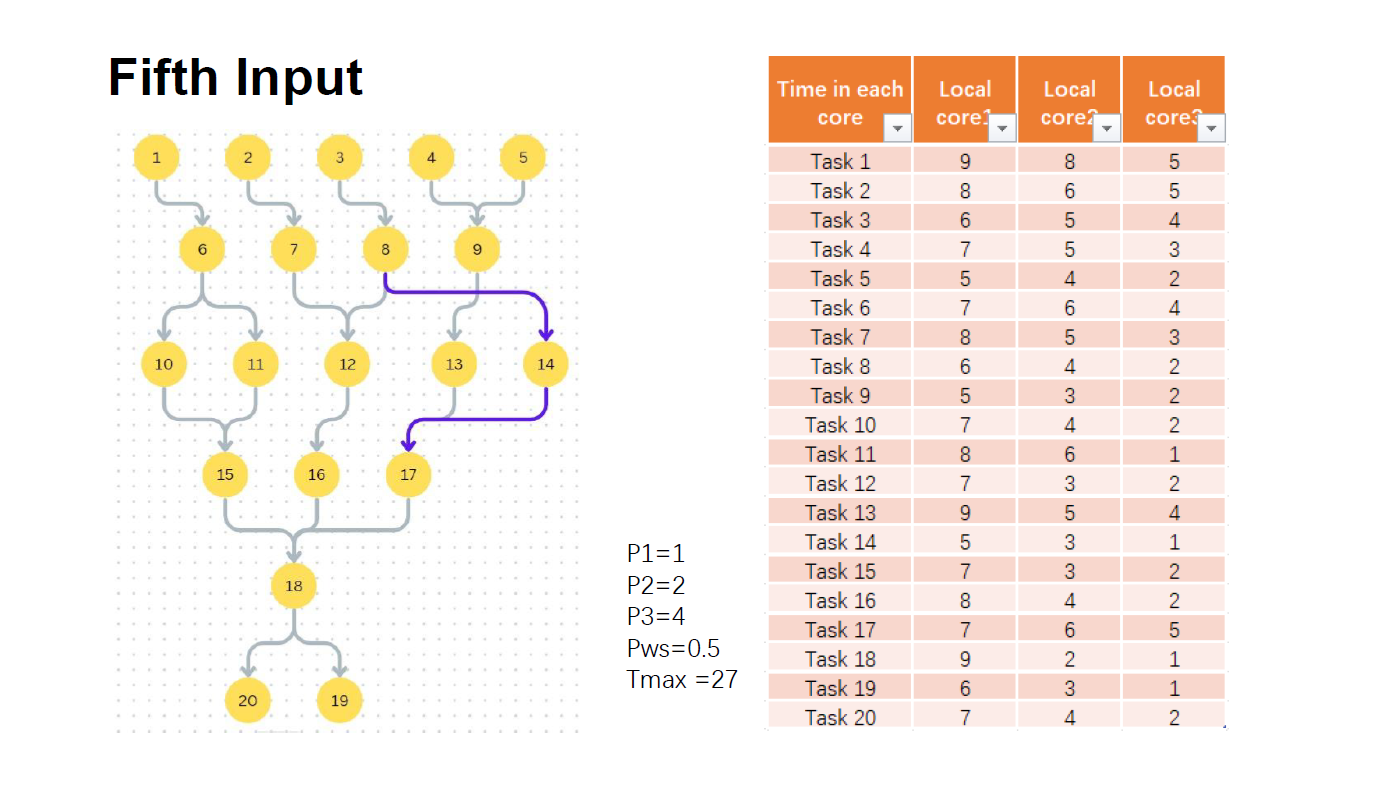 Fifth Input
1 2 3 4 5
6 7 8 9
10 11 12 13 14
15 16 17
18
20 19
P1=1
P2=2
P3=4
Pws=0.5
Tmax =27
Time in each core Local core1 Local core2 Local core3
Task 1 9 8 5
Task 2 8 6 5
Task 3 6 5 4
Task 4 7 5 3
Task 5 5 4 2
Task 6 7 6 4
Task 7 8 5 3
Task 8 6 4 2
Task 9 5 3 2
Task 10 7 4 2
Task 11 8 6 1
Task 12 7 3 2
Task 13 9 5 4
Task 14 5 3 1
Task 15 7 3 2
Task 16 8 4 2
Task 17 7 6 5
Task 18 9 2 1
Task 19 6 3 1
Task 20 7 4 2